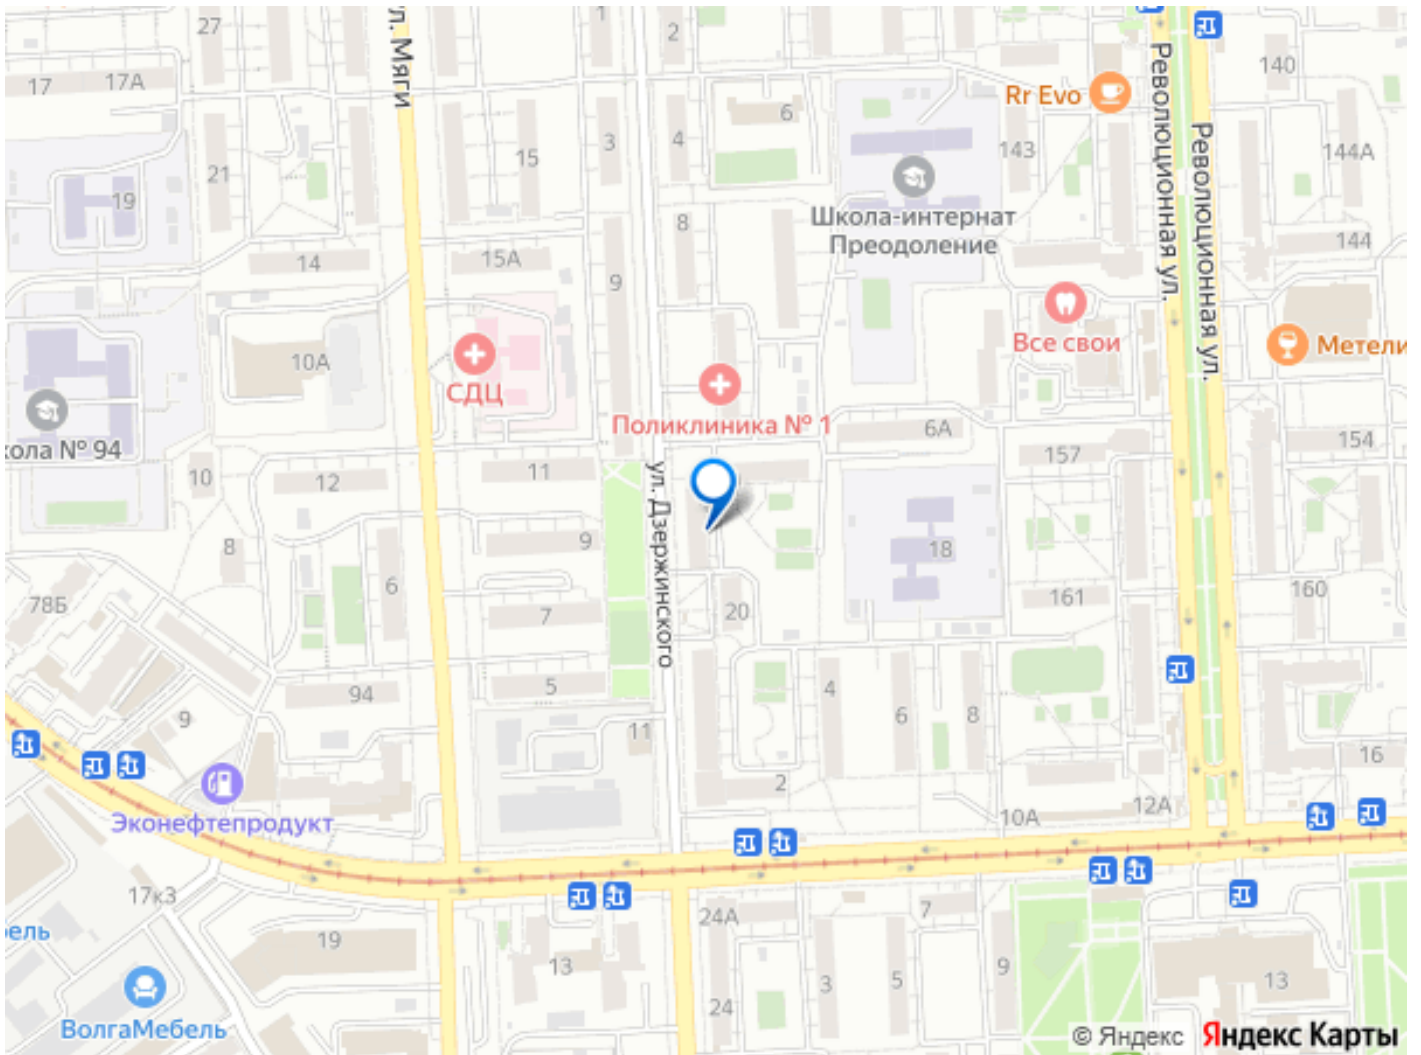 27
1
2
ул. Мяги
140
17
17А
Rr Evo
6
Революционная ул.
Революционная ул.
3
4
15
143
144А
21
19
Школа-интернат
Преодоление
8
144
14
15А
9
Все свои
Метели
10А
СДЦ
Поликлиника № 1
6А
154
кола № 94
157
10
12
11
ул. Дзержинского
8
9
18
78Б
6
7
20
161
160
94
5
4
6
8
9
11
2
16
Эконефтепродукт
10А
12А
17к3
24А
7
ель
19
13
3
5
9
13
24
ВолгаМебель
© Яндекс Яндекс Карты